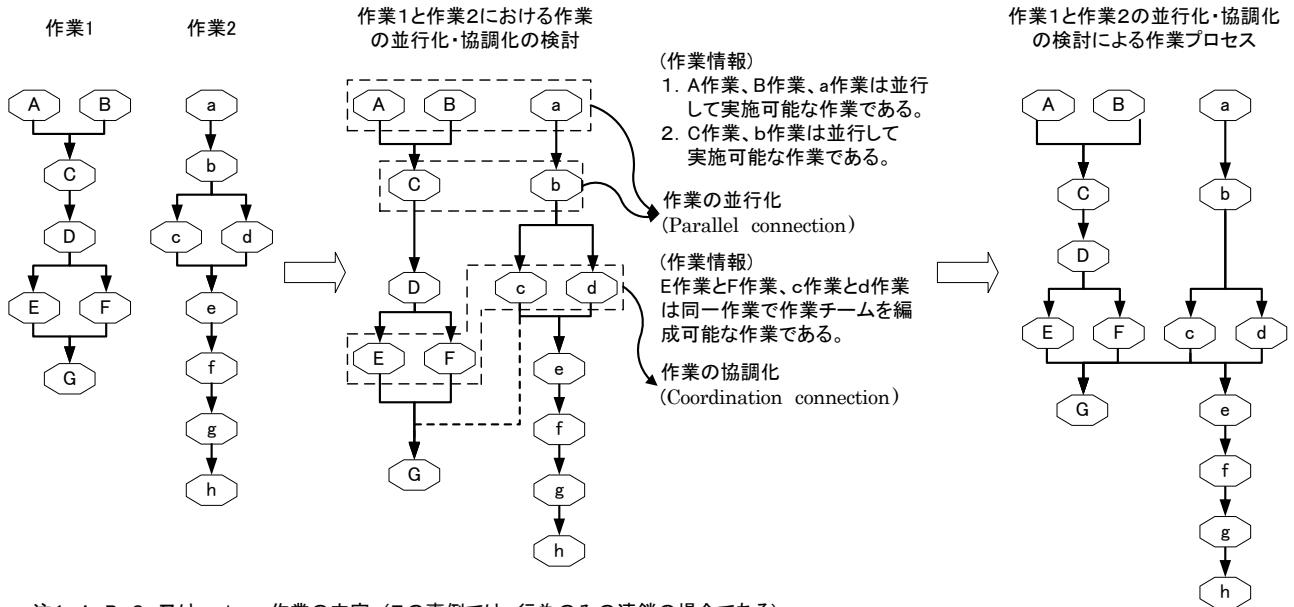 作業1
作業2
作業1と作業2における作業
の並行化・協調化の検討
作業1と作業2の並行化・協調化
の検討による作業プロセス
A
B
C
D
E
F
G
a
b
c
d
e
f
g
h
A
B
a
C
b
D
c
d
E
F
e
f
G
g
h
(作業情報)
1. A作業、B作業、a作業は並行
して実施可能な作業である。
2. C作業、b作業は並行して
実施可能な作業である。
作業の並行化
(Parallel connection)
(作業情報)
E作業とF作業、c作業とd作業
は同一作業で作業チームを編
成可能な作業である。
作業の協調化
(Coordination connection)
A
B
a
C
b
D
E
F
c
d
G
e
f
g
h